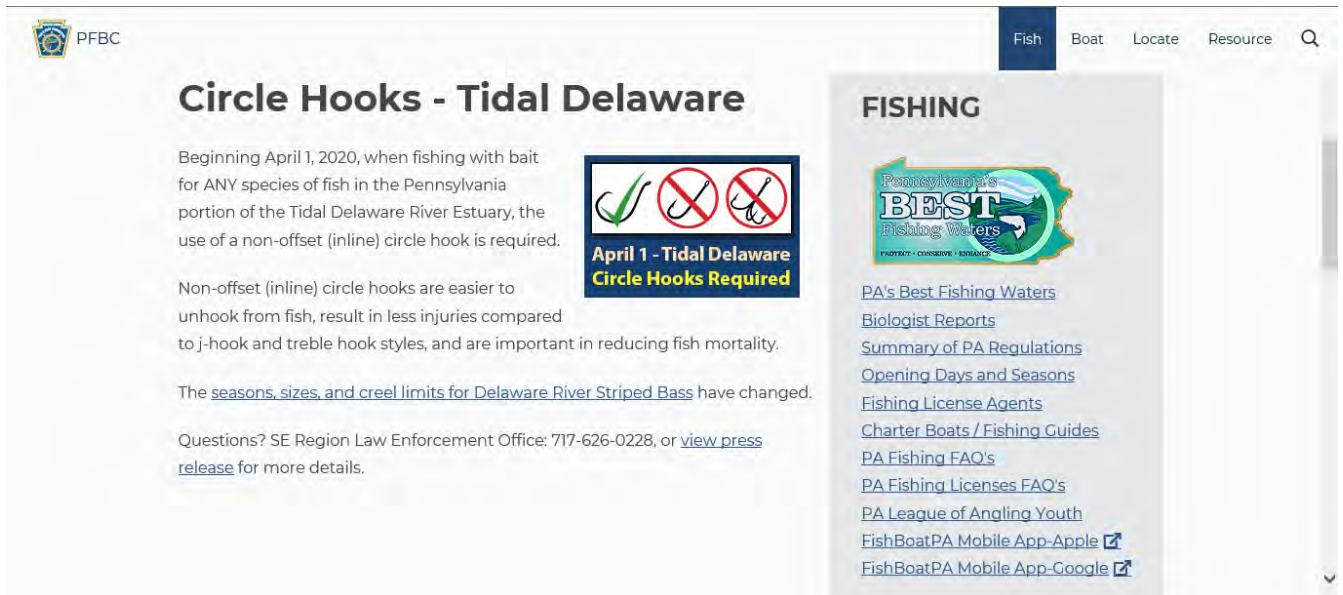 PFBC
Fish
Boat
Locate
Resource
Circle Hooks - Tidal Delaware
Beginning April 1, 2020, when fishing with bait
for ANY species of fish in the Pennsylvania
portion of the Tidal Delaware River Estuary, the
use of a non-offset (inline) circle hook is required.
April 1 - Tidal Delaware
Circle Hooks Required
Non-offset (inline) circle hooks are easier to
unhook from fish, result in less injuries compared
to j-hook and treble hook styles, and are important in reducing fish mortality.
The seasons, sizes, and creel limits for Delaware River Striped Bass have changed.
Questions? SE Region Law Enforcement Office: 717-626-0228, or view press
release for more details.
FISHING
Pennsylvania's
BEST
Fishing Waters
PROTECT • CONSERVE • ENHANCE
PA's Best Fishing Waters
Biologist Reports
Summary of PA Regulations
Opening Days and Seasons
Fishing License Agents
Charter Boats / Fishing Guides
PA Fishing FAQ's
PA Fishing Licenses FAQ's
PA League of Angling Youth
FishBoatPA Mobile App-Apple
FishBoatPA Mobile App-Google